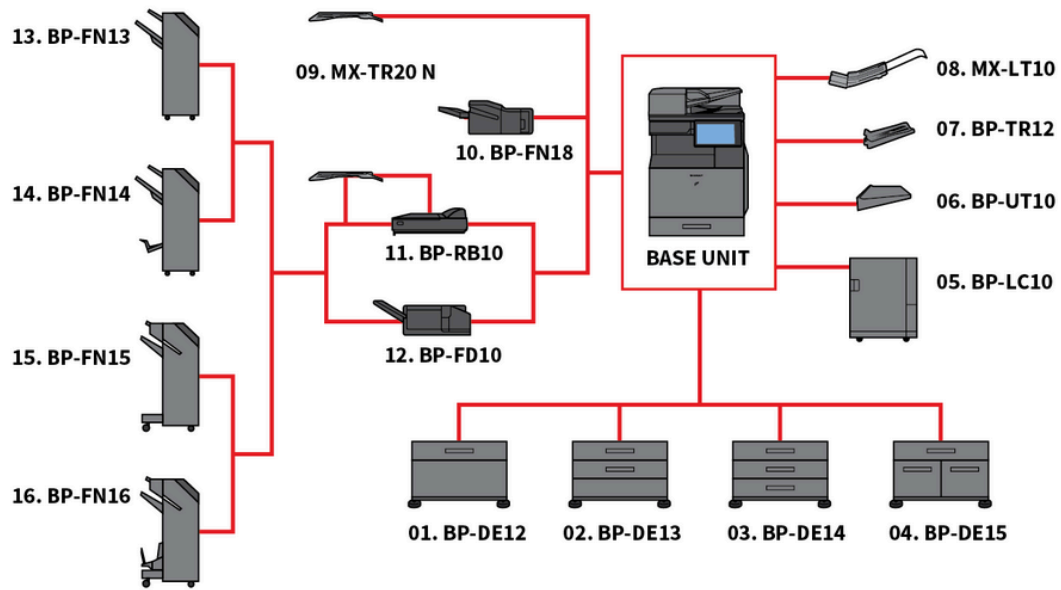 13. BP-FN13
09. MX-TR20 N
08. MX-LT10
07. BP-TR12
10. BP-FN18
14. BP-FN14
06. BP-UT10
11. BP-RB10
BASE UNIT
05. BP-LC10
15. BP-FN15
12. BP-FD10
16. BP-FN16
01. BP-DE12
02. BP-DE13
03. BP-DE14
04. BP-DE15